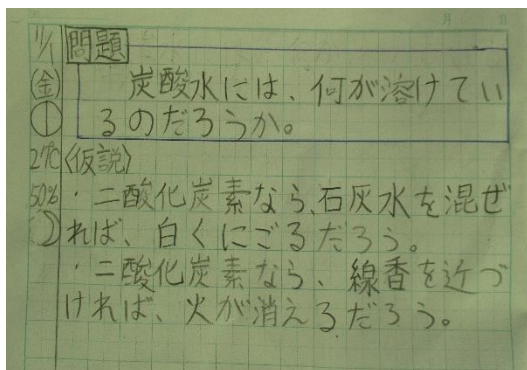 11/1
(金)
①
27℃
50%
問題
炭酸水には、何が溶けてい
るのだろうか。
〈仮説〉
・二酸化炭素なら、石灰水を混ぜ
れば、白くにごるだろう。
・二酸化炭素なら、線香を近づ
ければ、火が消えるだろう。